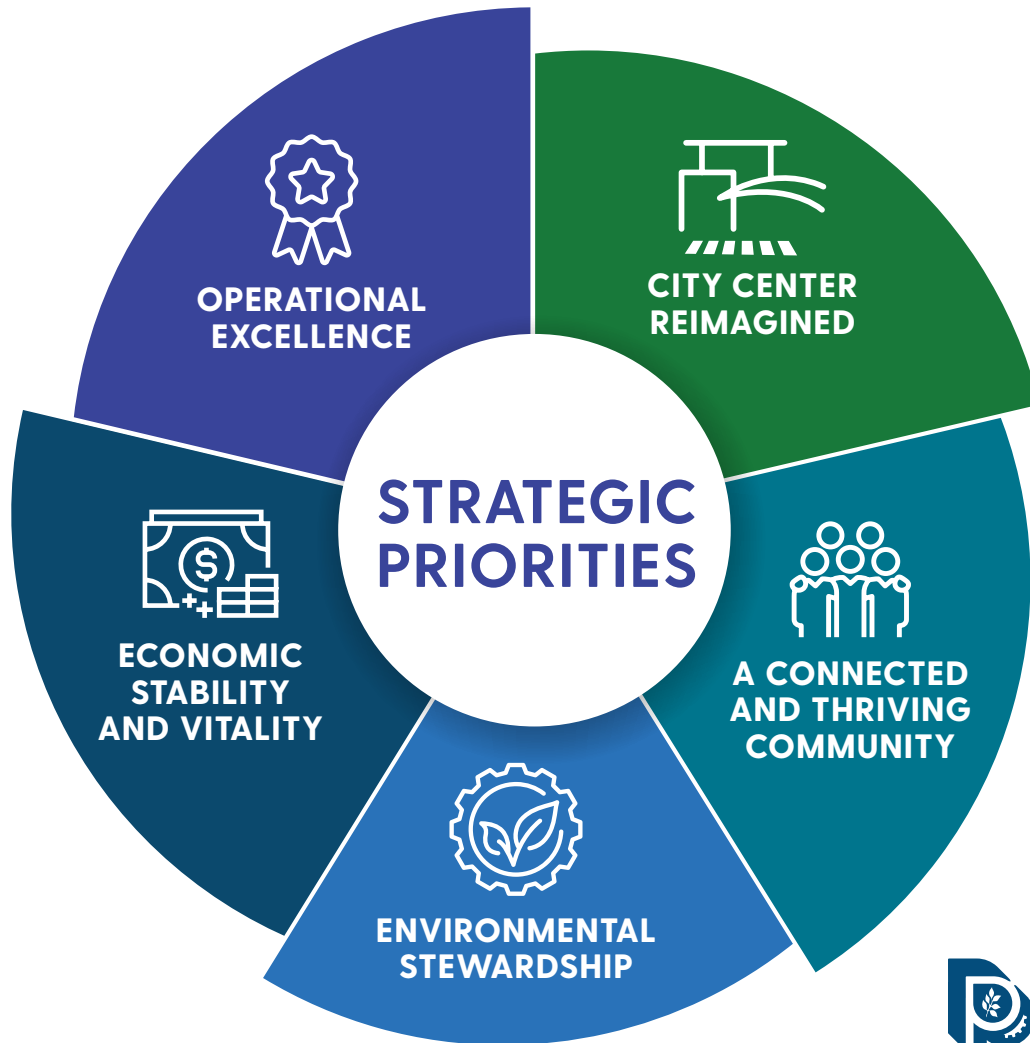 STRATEGIC
PRIORITIES
OPERATIONAL
EXCELLENCE
CITY CENTER
REIMAGINED
A CONNECTED
AND THRIVING
COMMUNITY
ENVIRONMENTAL
STEWARDSHIP
ECONOMIC
STABILITY
AND VITALITY